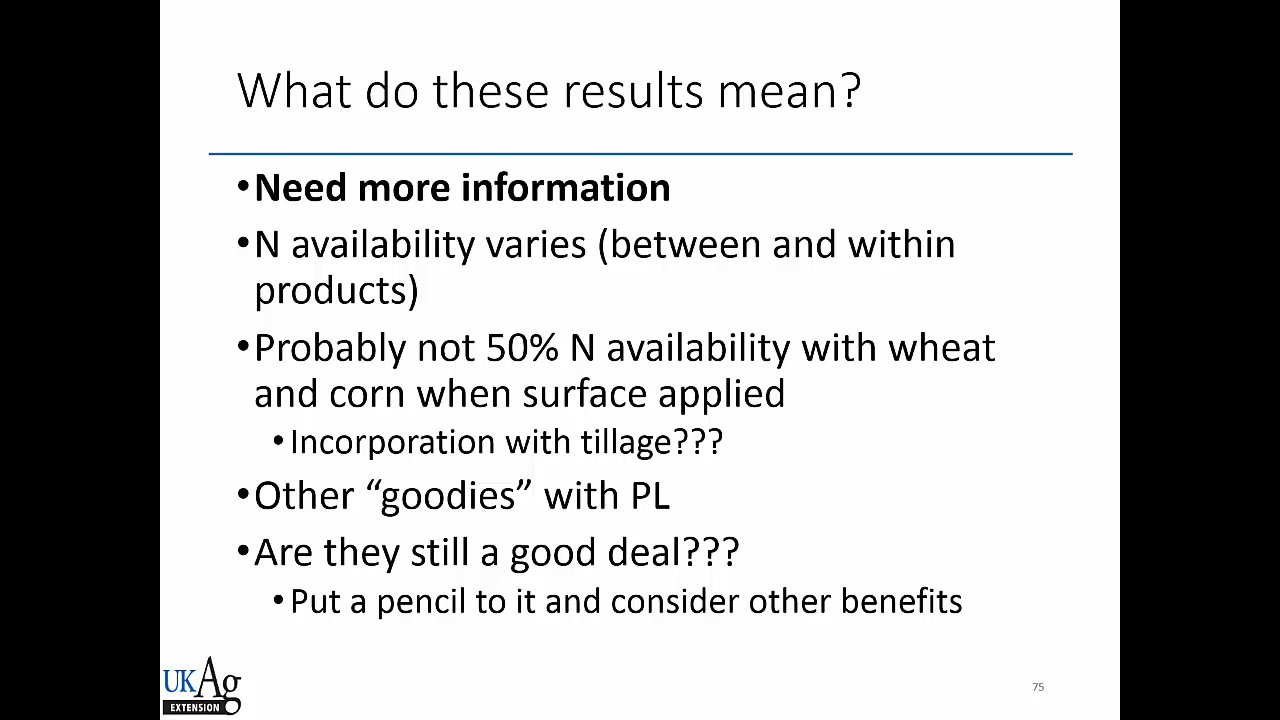 What do these results mean?
•Need more information
•N availability varies (between and within
products)
•Probably not 50% N availability with wheat
and corn when surface applied
•Incorporation with tillage???
•Other “goodies” with PL
•Are they still a good deal???
•Put a pencil to it and consider other benefits
UKAg
EXTENSION
75